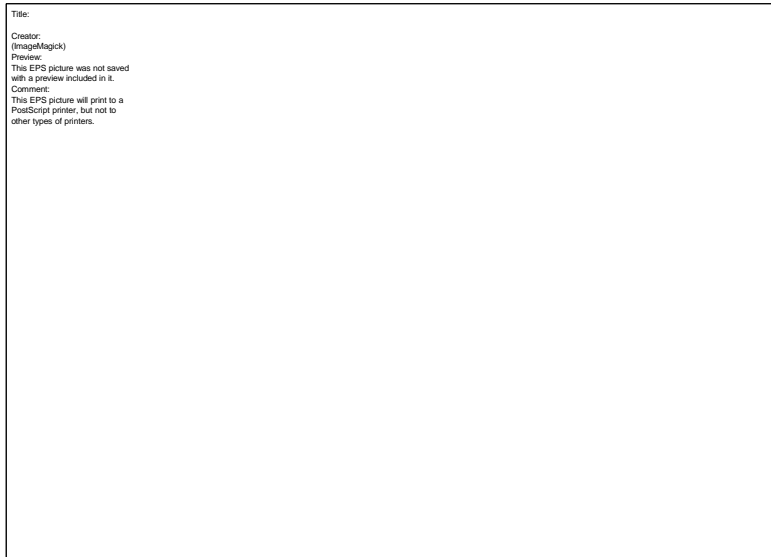 Title:
Creator:
(ImageMagick)
Preview:
This EPS picture was not saved
with a preview included in it.
Comment:
This EPS picture will print to a
PostScript printer, but not to
other types of printers.